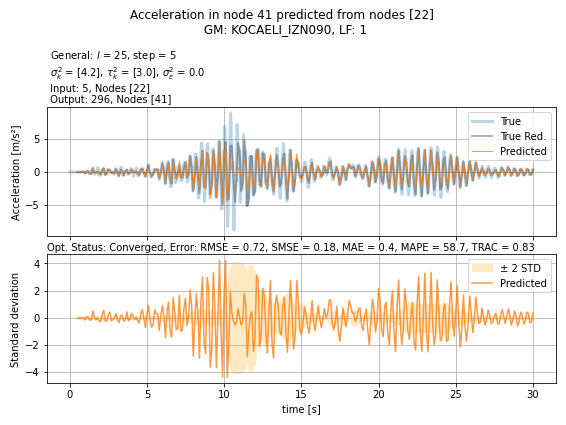 Acceleration in node 41 predicted from nodes [22]
GM: KOCAELI_IZN090, LF: 1
General: l = 25, step = 5
σ²ₖ = [4.2], τ²ₖ = [3.0], σ²ε = 0.0
Input: 5, Nodes [22]
Output: 296, Nodes [41]
Acceleration [m/s²]
5
0
−5
True
True Red.
Predicted
Opt. Status: Converged, Error: RMSE = 0.72, SMSE = 0.18, MAE = 0.4, MAPE = 58.7, TRAC = 0.83
Standard deviation
4
2
0
−2
−4
± 2 STD
Predicted
0 5 10 15 20 25 30
time [s]